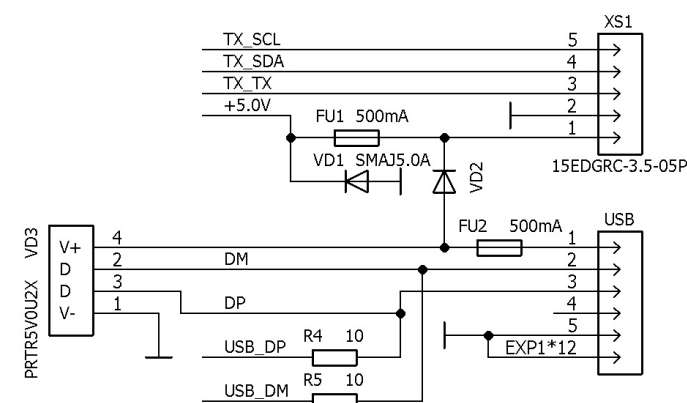 XS1
TX_SCL 5
TX_SDA 4
TX_TX 3
+5.0V 2
FU1 500mA 1
VD1 SMAJ5.0A
VD2
15EDGRC-3.5-05P
VD3
FU2 500mA
USB
V+ 4 1
D 2 DM 2
D 3 3
V- 1 DP 4
5
PRTR5V0U2X
EXP1*12
USB_DP R4 10
USB_DM R5 10